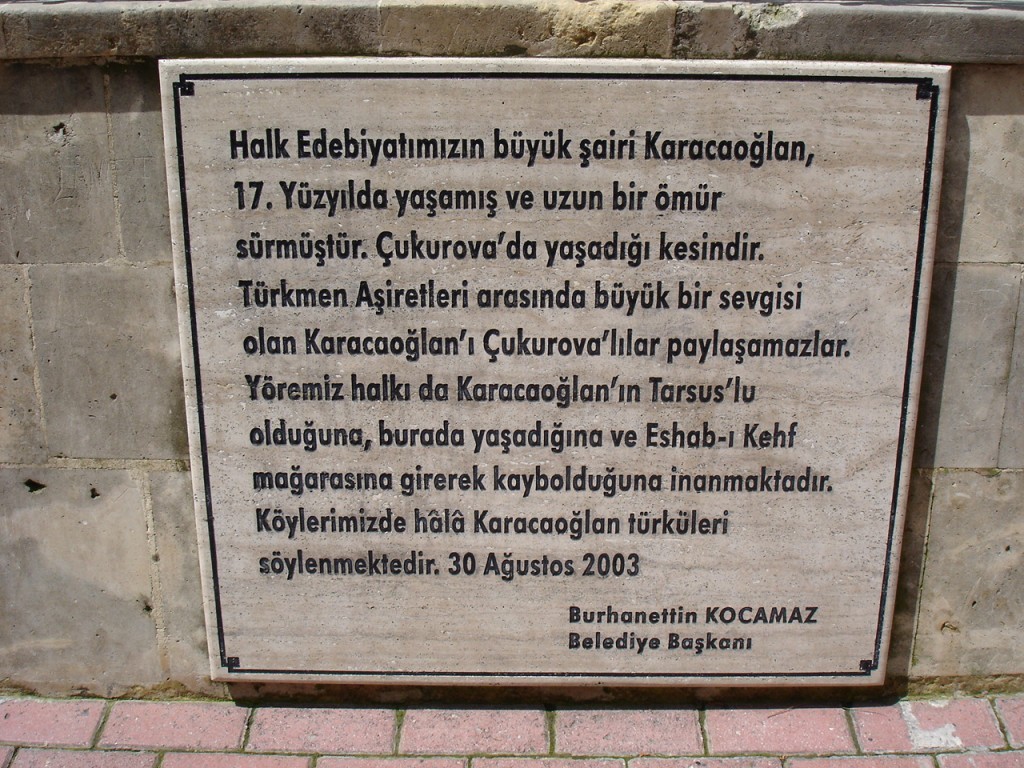 Halk Edebiyatımızın büyük şairi Karacaoğlan,
17. Yüzyılda yaşamış ve uzun bir ömür
sürmüştür. Çukurova'da yaşadığı kesindir.
Türkmen Aşiretleri arasında büyük bir sevgisi
olan Karacaoğlan'ı Çukurova'lılar paylaşamazlar.
Yöremiz halkı da Karacaoğlan'ın Tarsus'lu
olduğuna, burada yaşadığına ve Eshab-ı Kehf
mağarasına girerek kaybolduğuna inanmaktadır.
Köylerimizde hâlâ Karacaoğlan türküleri
söylenmektedir. 30 Ağustos 2003
Burhanettin KOCAMAZ
Belediye Başkanı